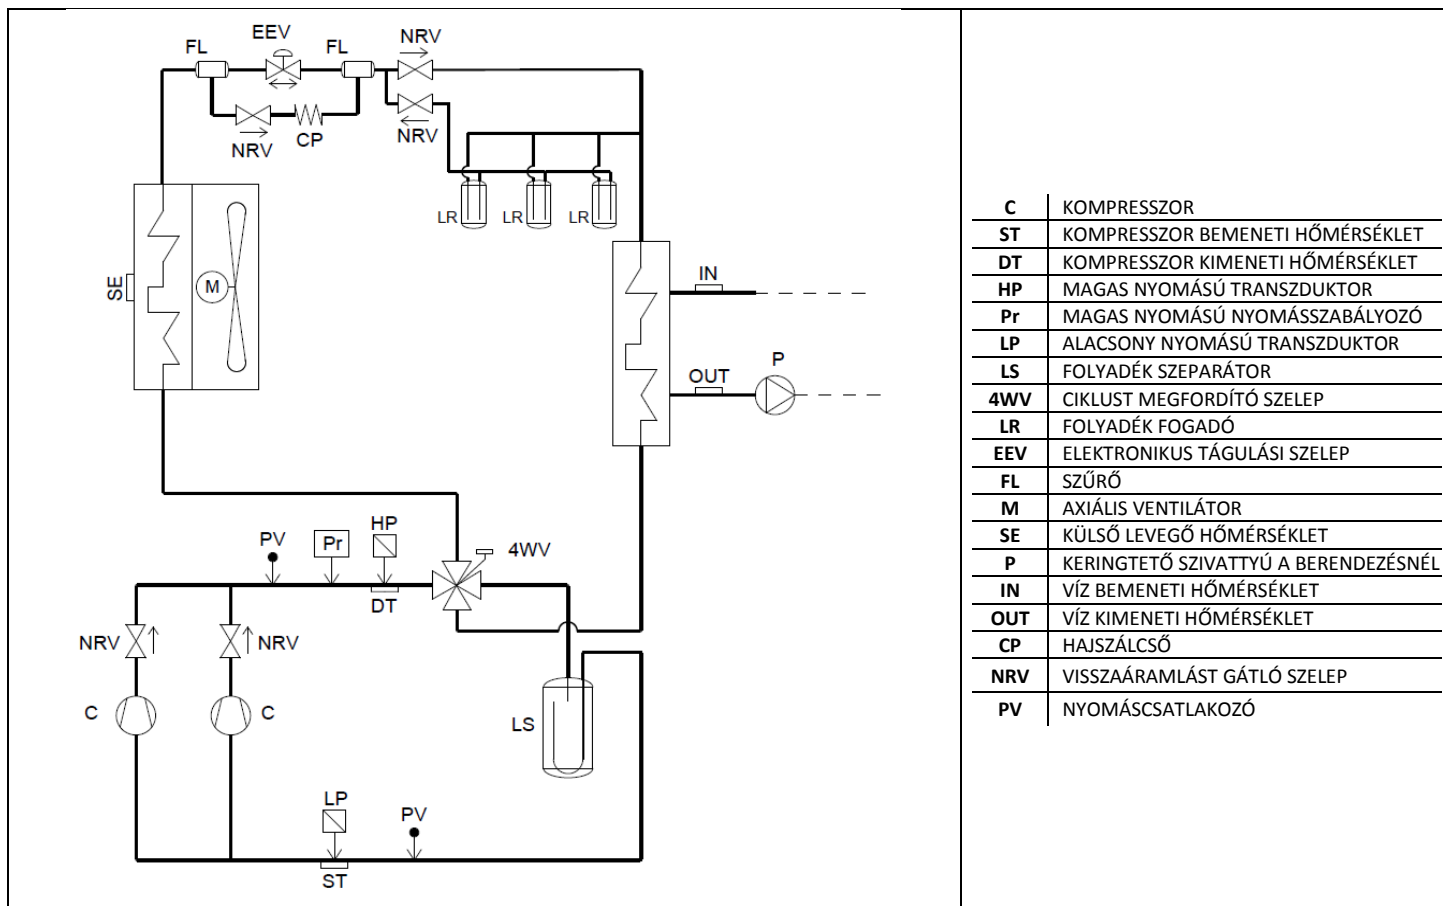 EEV
NRV
FL
FL
NRV
CP
NRV
LR
LR
LR
SE
M
IN
OUT
P
PV
Pr
HP
4WV
DT
NRV
NRV
C
C
LS
LP
PV
ST
C KOMPRESSZOR
ST KOMPRESSZOR BEMENETI HŐMÉRSÉKLET
DT KOMPRESSZOR KIMENETI HŐMÉRSÉKLET
HP MAGAS NYOMÁSÚ TRANSZDUKTOR
Pr MAGAS NYOMÁSÚ NYOMÁSSZABÁLYOZÓ
LP ALACSONY NYOMÁSÚ TRANSZDUKTOR
LS FOLYADÉK SZEPARÁTOR
4WV CIKLUST MEGFORDÍTÓ SZELEP
LR FOLYADÉK FOGADÓ
EEV ELEKTRONIKUS TÁGULÁSI SZELEP
FL SZŰRŐ
M AXIÁLIS VENTILÁTOR
SE KÜLSŐ LEVEGŐ HŐMÉRSÉKLET
P KERINGTETŐ SZIVATTYÚ A BERENDEZÉSNÉL
IN VÍZ BEMENETI HŐMÉRSÉKLET
OUT VÍZ KIMENETI HŐMÉRSÉKLET
CP HAJSZÁLCSŐ
NRV VISSZAÁRAMLÁST GÁTLÓ SZELEP
PV NYOMÁSCSATLAKOZÓ